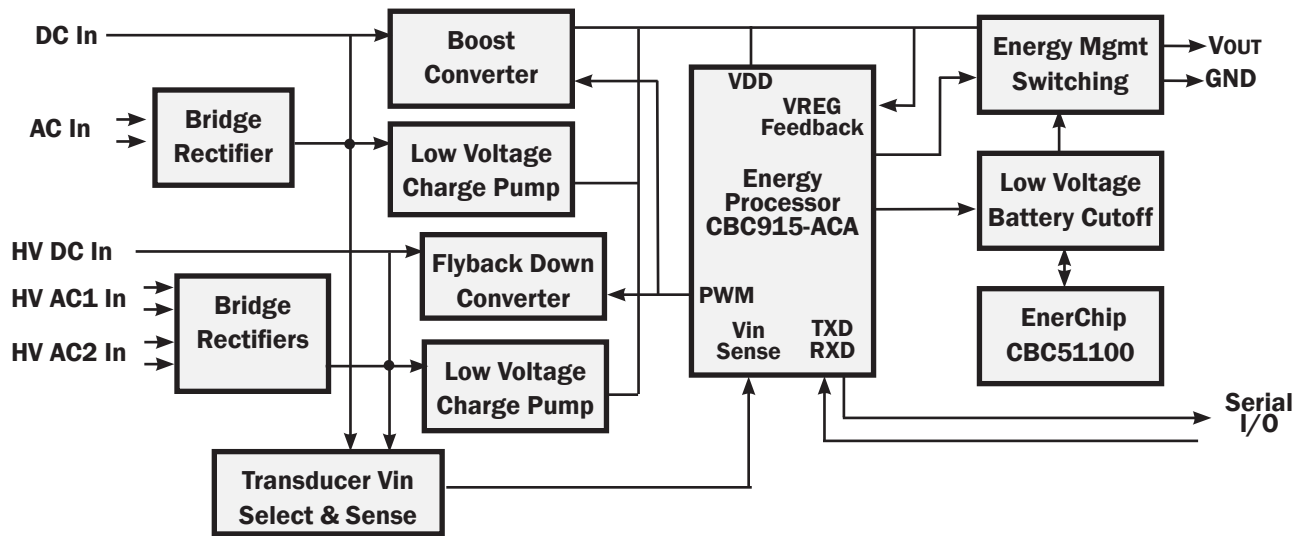 DC In
Boost
Converter
Energy Mgmt
Switching
VOUT
GND
VDD
VREG
Feedback
AC In
Bridge
Rectifier
Low Voltage
Charge Pump
Energy
Processor
CBC915-ACA
Low Voltage
Battery Cutoff
HV DC In
HV AC1 In
HV AC2 In
Bridge
Rectifiers
Flyback Down
Converter
PWM
Vin
Sense
TXD
RXD
EnerChip
CBC51100
Low Voltage
Charge Pump
Serial
I/O
Transducer Vin
Select & Sense